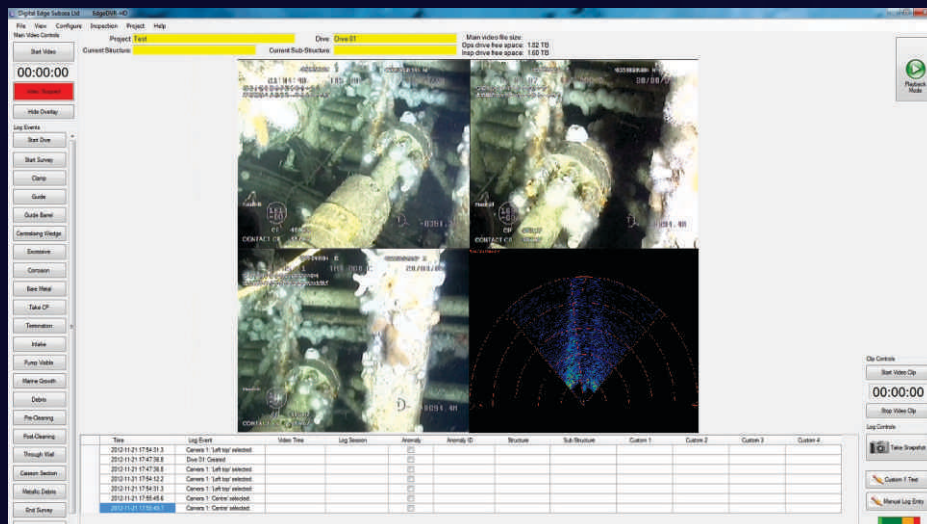 Digital Edge Subsea Ltd EdgeDVR-HD
File View Configure Inspection Project Help
Main Video Controls
Start Video
00:00:00
Video Stopped
Hide Overlay
Project Test Dive Dive 01
Current Structure Current Sub-Structure
Main video file size:
Ops drive free space: 1.82 TB
Insp drive free space: 1.60 TB
Playback
Mode
Log Events
Start Dive
Start Survey
Clamp
Guide
Guide Barrel
Centralising Wedge
Excessive
Corrosion
Bare Metal
Take CP
Termination
Intake
Pump Visible
Marine Growth
Debris
Pre-Cleaning
Post-Cleaning
Through Wall
Caisson Section
Metallic Debris
End Survey
CONTACT CP
CONTACT CP
Clip Controls
Start Video Clip
00:00:00
Stop Video Clip
Log Controls
Take Snapshot
Custom 1 Test
Manual Log Entry
Time Log Event Video Time Log Session Anomaly Anomaly ID Structure Sub-Structure Custom 1 Custom 2 Custom 3 Custom 4
2012-11-21 17:54:31.3 Camera 1: 'Left top' selected.
2012-11-21 17:47:36.8 Dive 01: Created
2012-11-21 17:47:36.8 Camera 1: 'Left top' selected.
2012-11-21 17:54:12.2 Camera 1: 'Left top' selected.
2012-11-21 17:54:31.3 Camera 1: 'Left top' selected.
2012-11-21 17:55:45.6 Camera 1: 'Centre' selected.
Camera 1: 'Centre' selected.